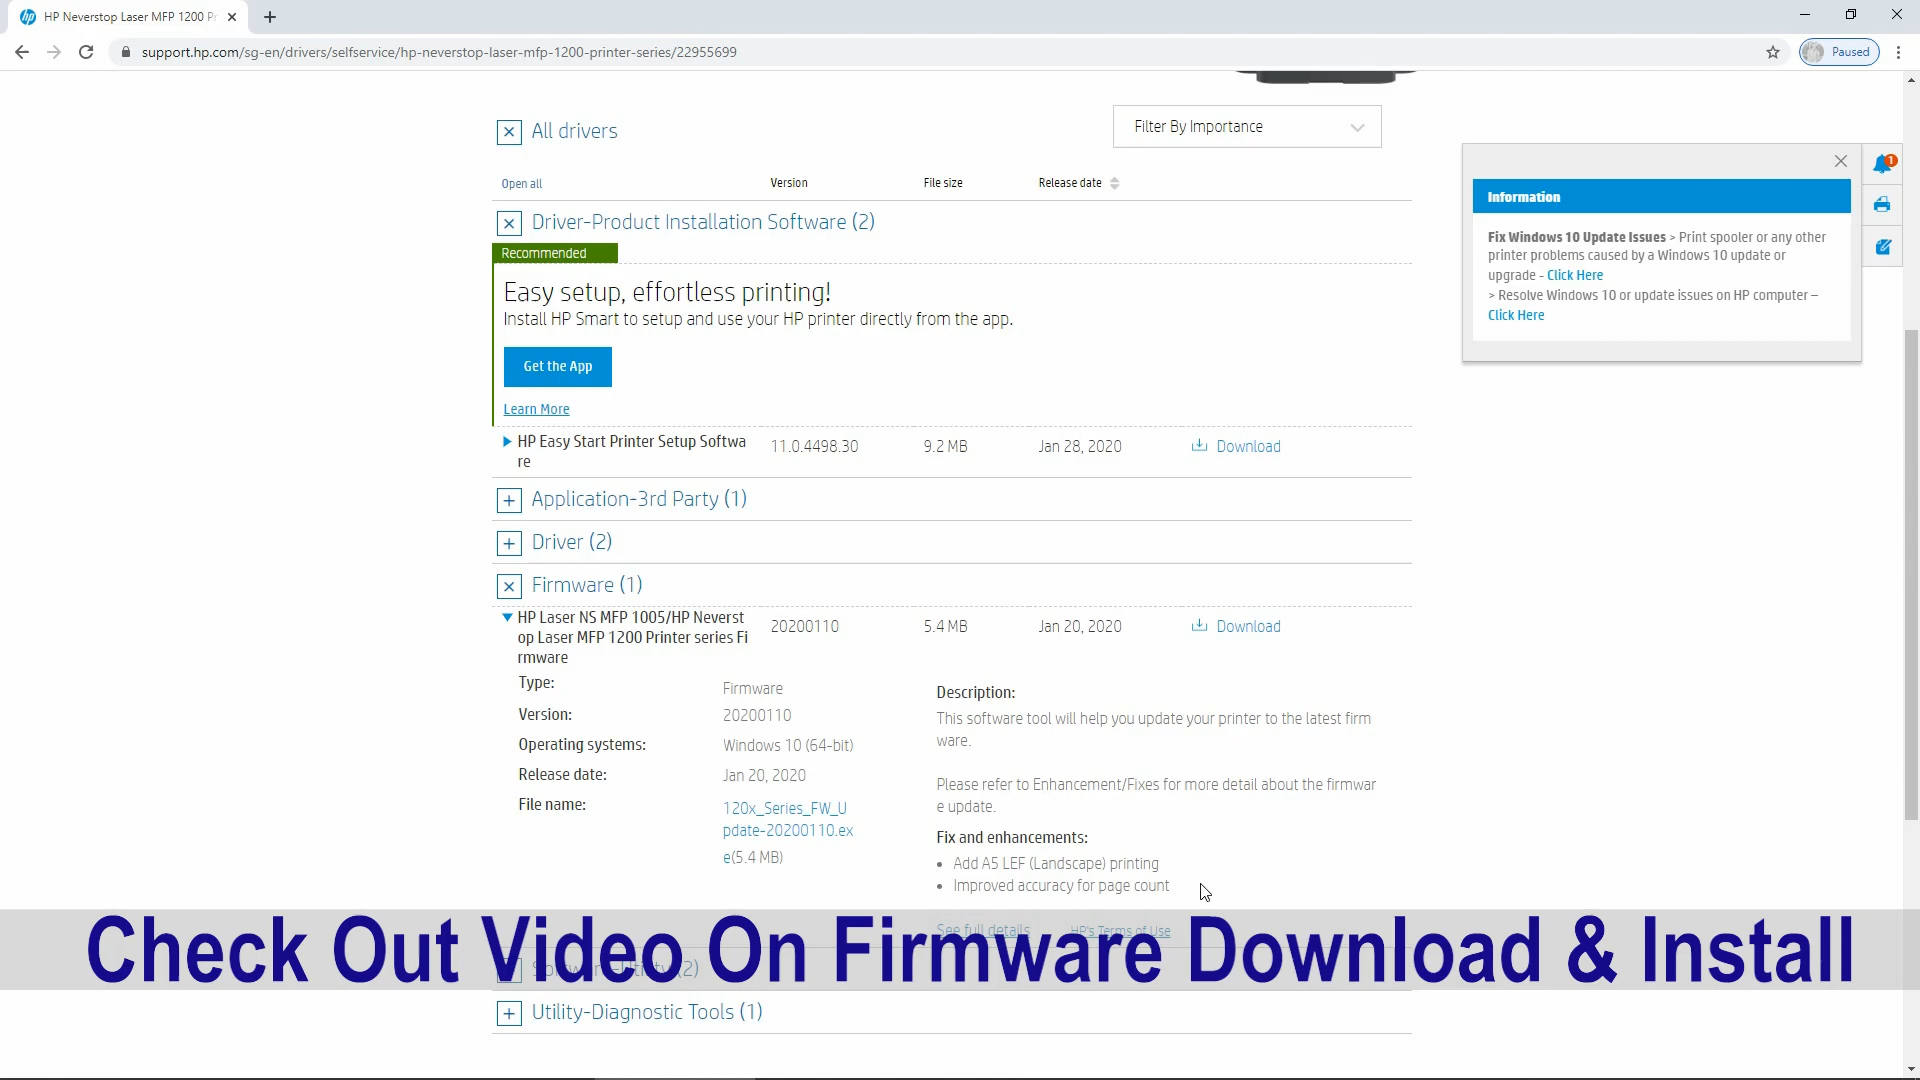 HP Neverstop Laser MFP 1200 Pr
support.hp.com/sg-en/drivers/selfservice/hp-neverstop-laser-mfp-1200-printer-series/22955699
Paused
All drivers
Filter By Importance
Open all Version File size Release date
Driver-Product Installation Software (2)
Recommended
Easy setup, effortless printing!
Install HP Smart to setup and use your HP printer directly from the app.
Get the App
Learn More
HP Easy Start Printer Setup Softwa
re
11.0.4498.30 9.2 MB Jan 28, 2020 Download
Application-3rd Party (1)
Driver (2)
Firmware (1)
HP Laser NS MFP 1005/HP Neverst
op Laser MFP 1200 Printer series Fi
rmware
20200110 5.4 MB Jan 20, 2020 Download
Type: Firmware
Version: 20200110
Operating systems: Windows 10 (64-bit)
Release date: Jan 20, 2020
File name: 120x_Series_FW_U
pdate-20200110.ex
e(5.4 MB)
Description:
This software tool will help you update your printer to the latest firm
ware.
Please refer to Enhancement/Fixes for more detail about the firmwar
e update.
Fix and enhancements:
Add A5 LEF (Landscape) printing
Improved accuracy for page count
See full details HP's Terms of Use
Software-Utility (2)
Utility-Diagnostic Tools (1)
Information
Fix Windows 10 Update Issues > Print spooler or any other
printer problems caused by a Windows 10 update or
upgrade - Click Here
> Resolve Windows 10 or update issues on HP computer –
Click Here
1
Check Out Video On Firmware Download & Install